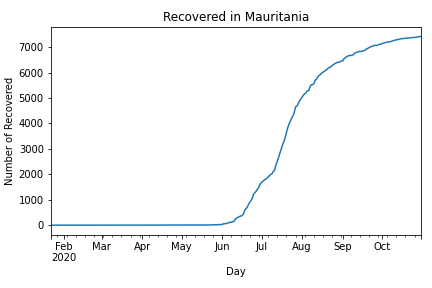 Recovered in Mauritania
Number of Recovered
7000
6000
5000
4000
3000
2000
1000
0
Feb Mar Apr May Jun Jul Aug Sep Oct
2020
Day